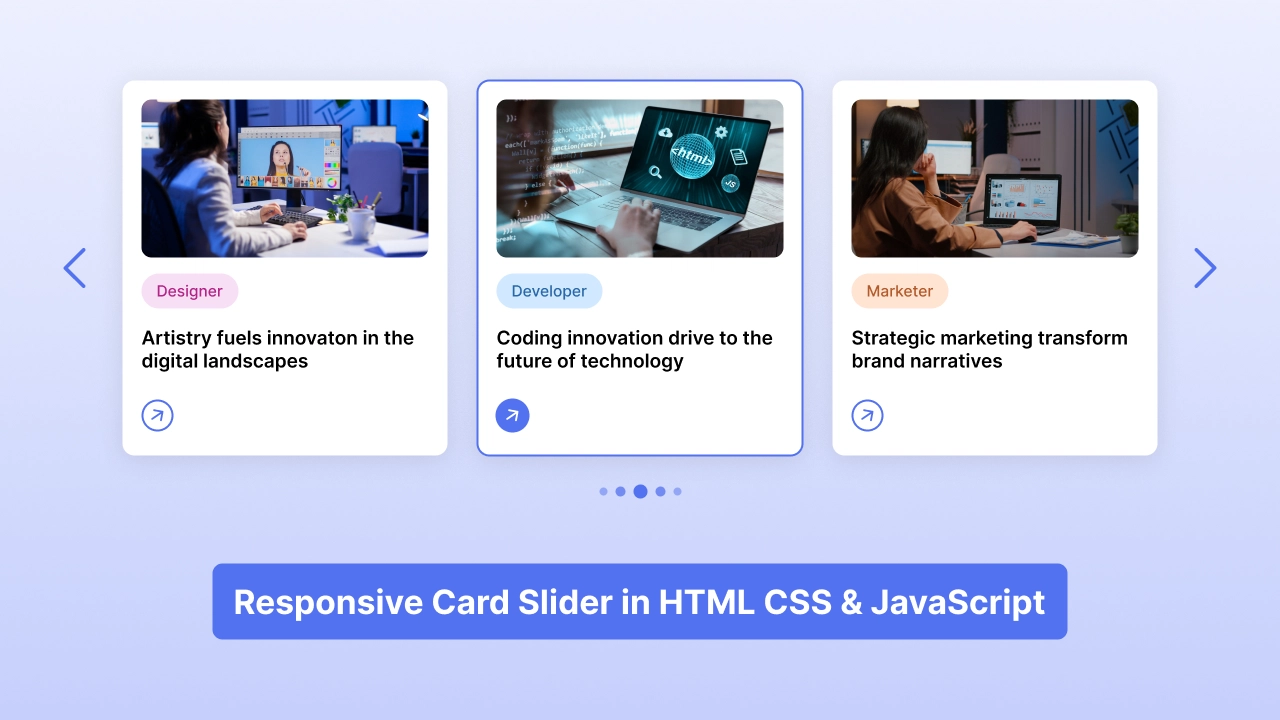 Designer
Artistry fuels innovaton in the
digital landscapes
<html>
JS
Developer
Coding innovation drive to the
future of technology
Marketer
Strategic marketing transform
brand narratives
Responsive Card Slider in HTML CSS & JavaScript